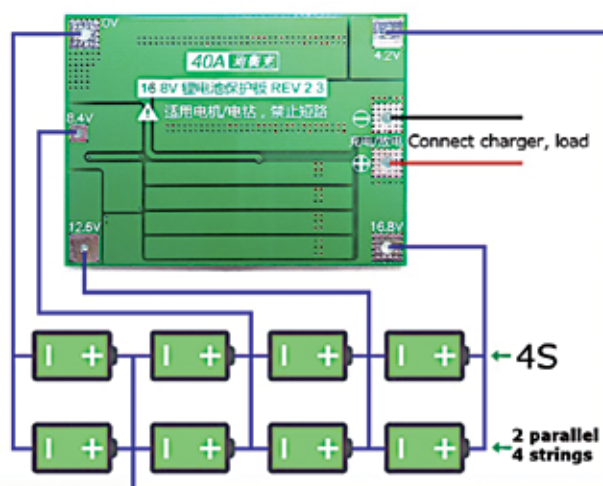 0V
4.2V
40A
16.8V 锂电池保护板 REV 2.3
适用电机/电钻，禁止短路
8.4V
Connect charger, load
12.6V
16.8V
4S
2 parallel
4 strings